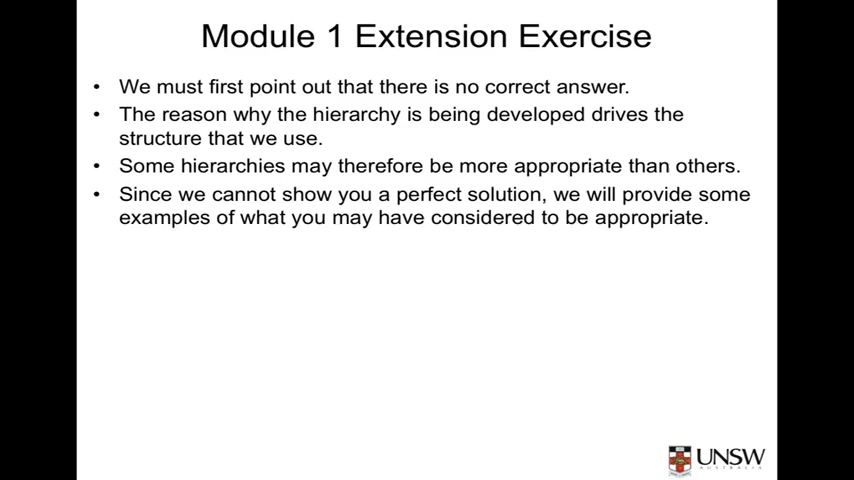 Module 1 Extension Exercise
• We must first point out that there is no correct answer.
• The reason why the hierarchy is being developed drives the
structure that we use.
• Some hierarchies may therefore be more appropriate than others.
• Since we cannot show you a perfect solution, we will provide some
examples of what you may have considered to be appropriate.
UNSW
AUSTRALIA